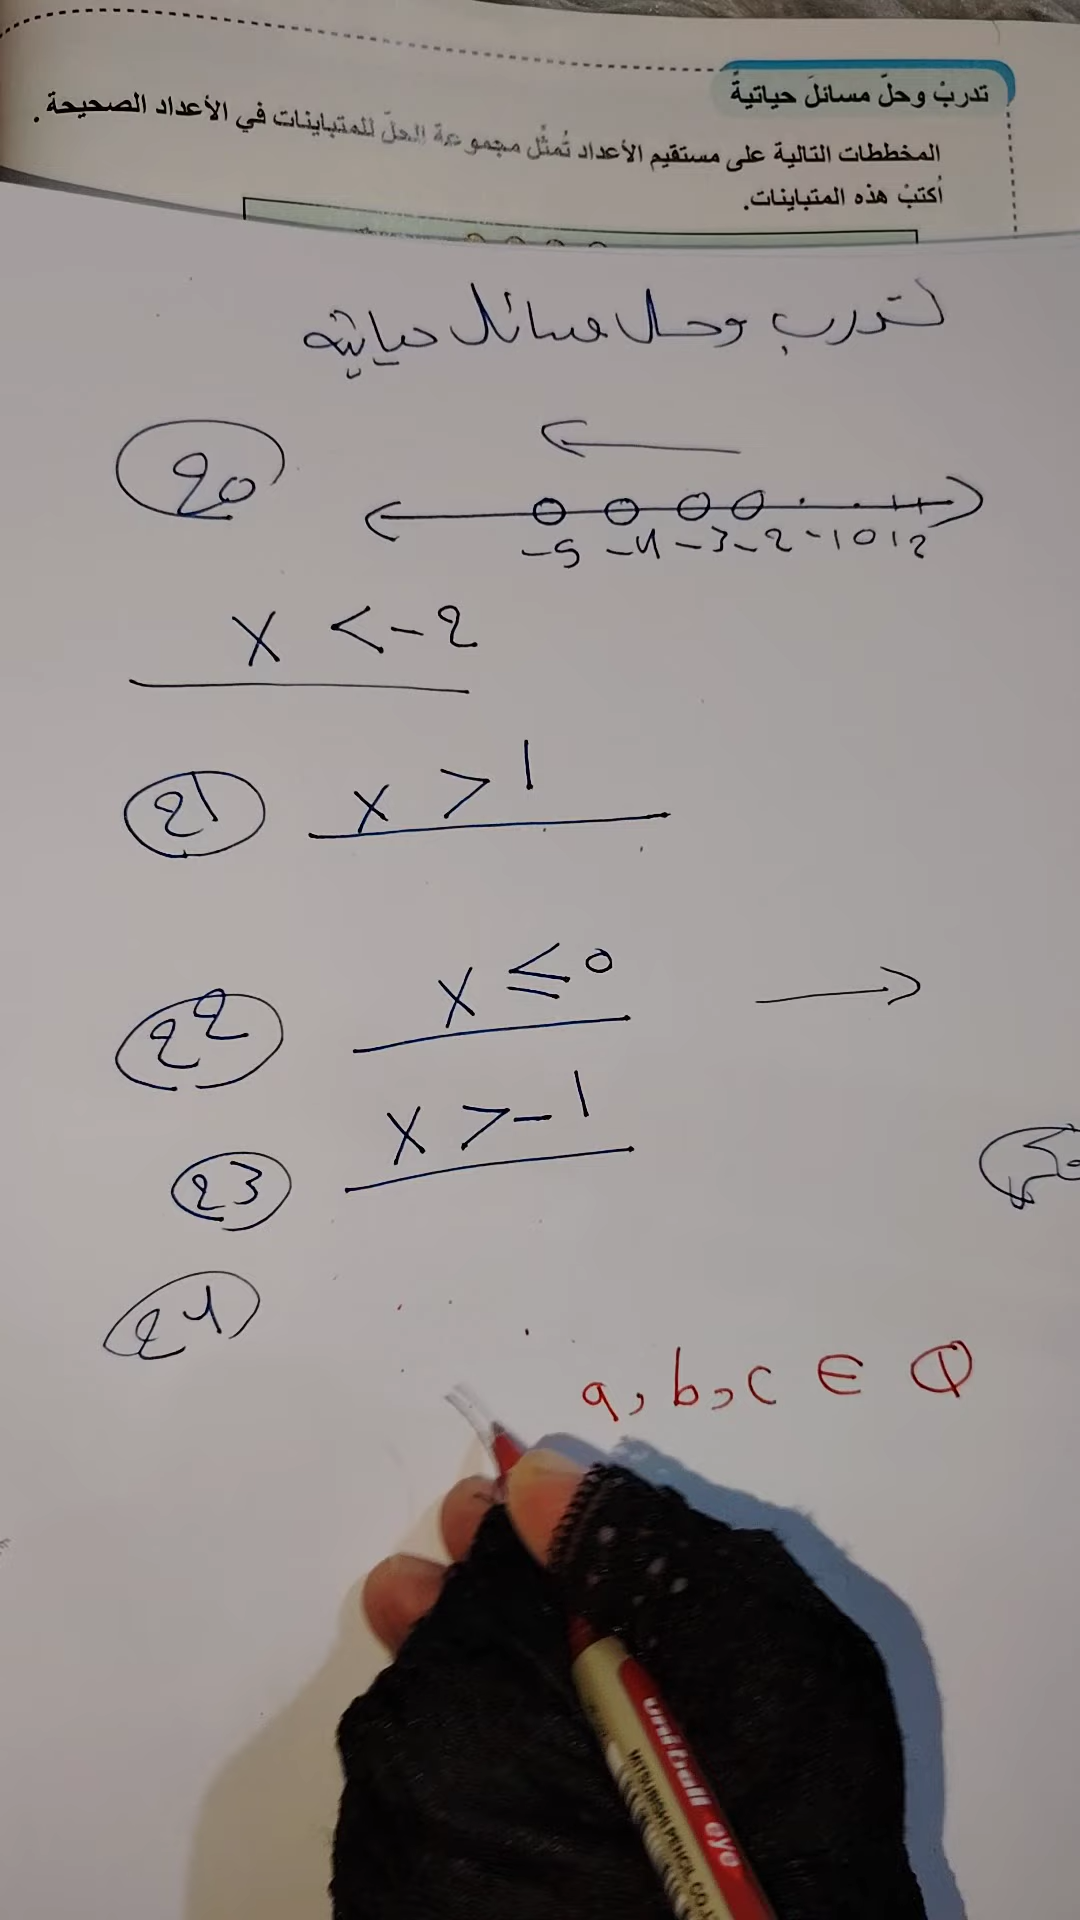 تدربْ وحلّ مسائلَ حياتيةً
المخططات التالية على مستقيم الأعداد تُمثّل مجموعة الحلّ للمتباينات في الأعداد الصحيحة .
أكتبْ هذه المتباينات.
تدرب وحل مسائل حياتيه
20
-5 -4 -3 -2 -1 0 1 2
x < -2
21 x > 1
22 x ≤ 0
23 x > -1
24
a, b, c ∈ Q
uniball eye
MITSUBISHI PENCIL CO.